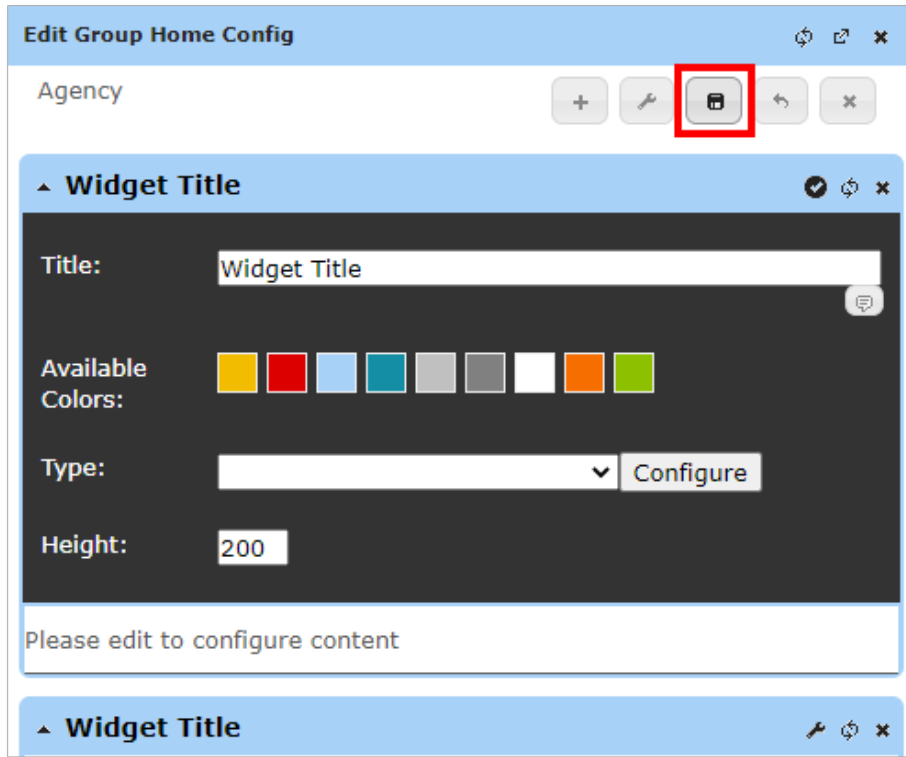 Edit Group Home Config
Agency
Widget Title
Title:
Widget Title
Available
Colors:
Type:
Configure
Height:
200
Please edit to configure content
Widget Title